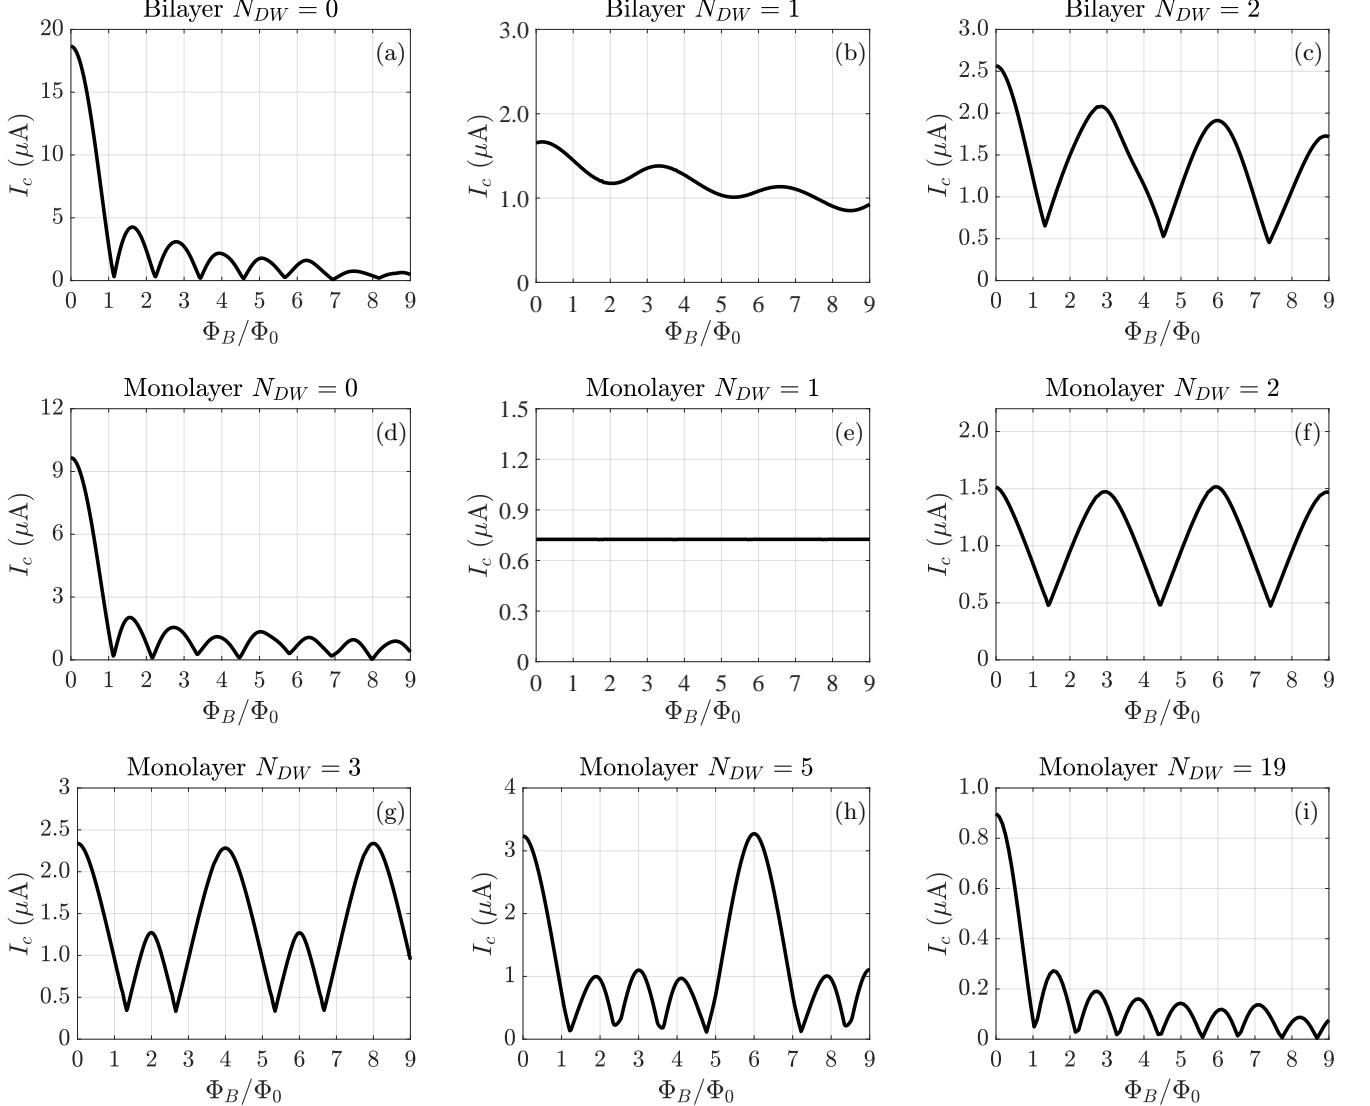 Bilayer N_DW = 0
(a)
I_c (μA)
20
15
10
5
0
0 1 2 3 4 5 6 7 8 9
Φ_B/Φ_0
Bilayer N_DW = 1
(b)
I_c (μA)
3.0
2.0
1.0
0
0 1 2 3 4 5 6 7 8 9
Φ_B/Φ_0
Bilayer N_DW = 2
(c)
I_c (μA)
3.0
2.5
2.0
1.5
1.0
0.5
0
0 1 2 3 4 5 6 7 8 9
Φ_B/Φ_0
Monolayer N_DW = 0
(d)
I_c (μA)
12
9
6
3
0
0 1 2 3 4 5 6 7 8 9
Φ_B/Φ_0
Monolayer N_DW = 1
(e)
I_c (μA)
1.5
1.2
0.9
0.6
0.3
0
0 1 2 3 4 5 6 7 8 9
Φ_B/Φ_0
Monolayer N_DW = 2
(f)
I_c (μA)
2.0
1.5
1.0
0.5
0
0 1 2 3 4 5 6 7 8 9
Φ_B/Φ_0
Monolayer N_DW = 3
(g)
I_c (μA)
3
2.5
2.0
1.5
1.0
0.5
0
0 1 2 3 4 5 6 7 8 9
Φ_B/Φ_0
Monolayer N_DW = 5
(h)
I_c (μA)
4
3
2
1
0
0 1 2 3 4 5 6 7 8 9
Φ_B/Φ_0
Monolayer N_DW = 19
(i)
I_c (μA)
1.0
0.8
0.6
0.4
0.2
0
0 1 2 3 4 5 6 7 8 9
Φ_B/Φ_0